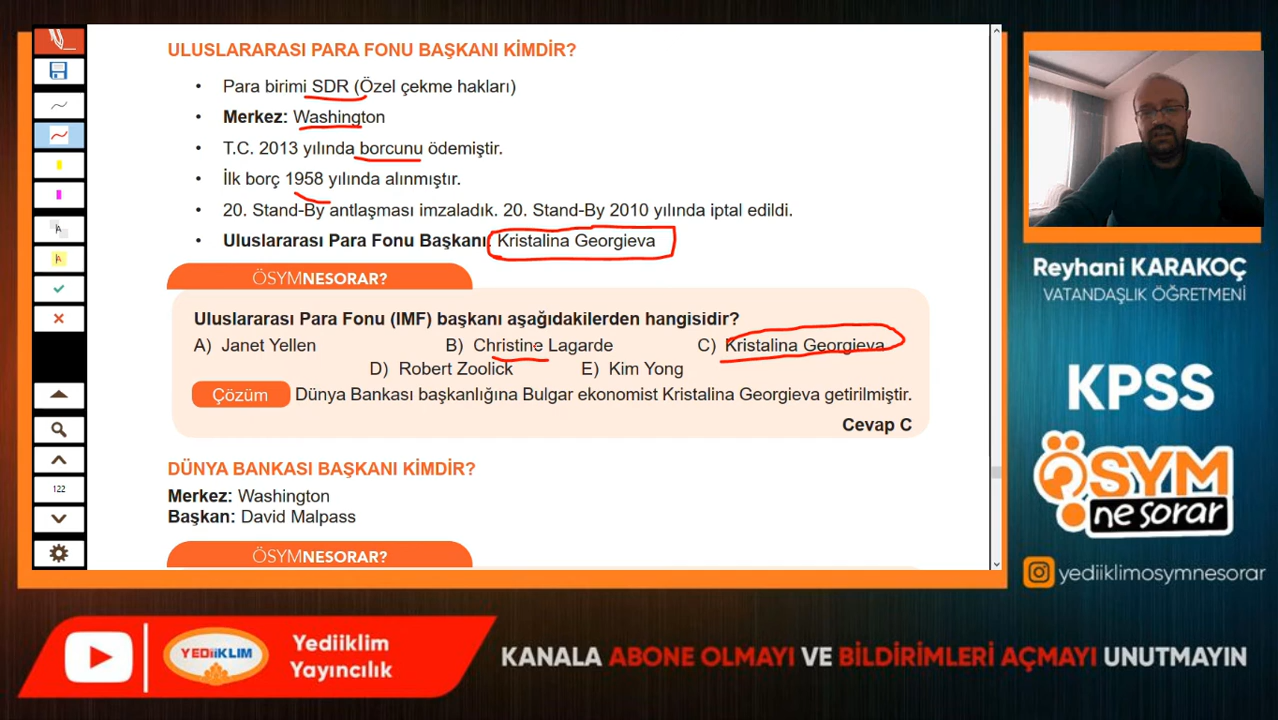 ULUSLARARASI PARA FONU BAŞKANI KİMDİR?
• Para birimi SDR (Özel çekme hakları)
• Merkez: Washington
• T.C. 2013 yılında borcunu ödemiştir.
• İlk borç 1958 yılında alınmıştır.
• 20. Stand-By antlaşması imzaladık. 20. Stand-By 2010 yılında iptal edildi.
• Uluslararası Para Fonu Başkanı: Kristalina Georgieva
ÖSYMNESORAR?
Uluslararası Para Fonu (IMF) başkanı aşağıdakilerden hangisidir?
A) Janet Yellen B) Christine Lagarde C) Kristalina Georgieva
D) Robert Zoolick E) Kim Yong
Çözüm Dünya Bankası başkanlığına Bulgar ekonomist Kristalina Georgieva getirilmiştir.
Cevap C
DÜNYA BANKASI BAŞKANI KİMDİR?
Merkez: Washington
Başkan: David Malpass
ÖSYMNESORAR?
A
A
122
Reyhani KARAKOÇ
VATANDAŞLIK ÖĞRETMENİ
KPSS
ÖSYM
ne sorar
yediiklimosymnesorar
YEDiiKLİM
Yediiklim
Yayıncılık
KANALA ABONE OLMAYI VE BİLDİRİMLERİ AÇMAYI UNUTMAYIN